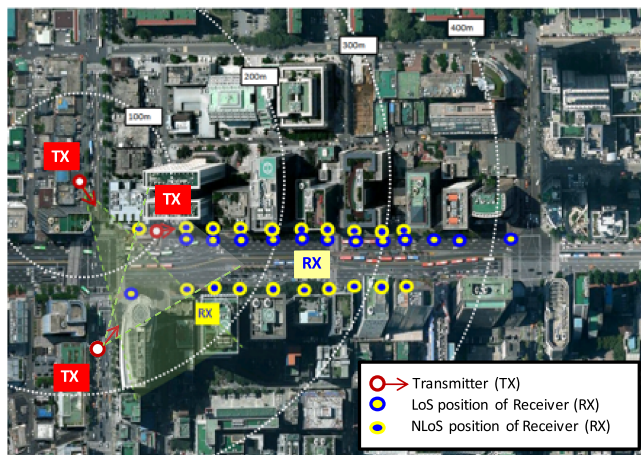 400m
300m
200m
100m
TX
TX
RX
RX
TX
Transmitter (TX)
LoS position of Receiver (RX)
NLoS position of Receiver (RX)